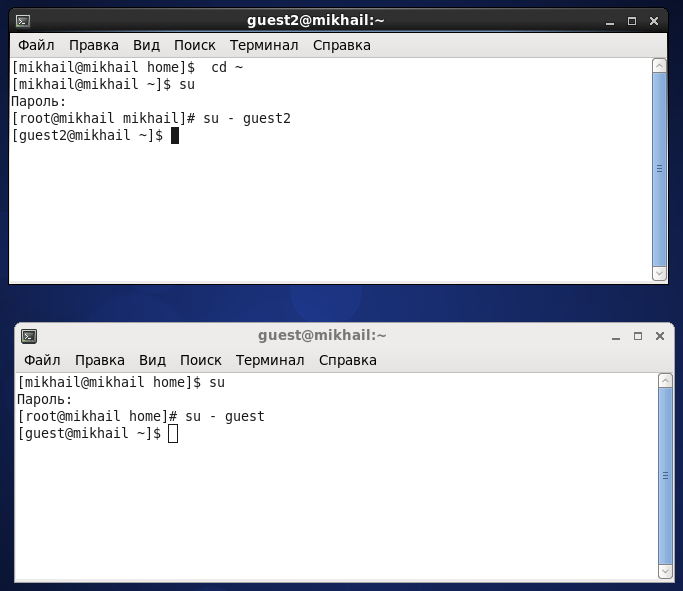 guest2@mikhail:~
Файл Правка Вид Поиск Терминал Справка
[mikhail@mikhail home]$  cd ~
[mikhail@mikhail ~]$ su
Пароль:
[root@mikhail mikhail]# su - guest2
[guest2@mikhail ~]$
guest@mikhail:~
Файл Правка Вид Поиск Терминал Справка
[mikhail@mikhail home]$ su
Пароль:
[root@mikhail home]# su - guest
[guest@mikhail ~]$